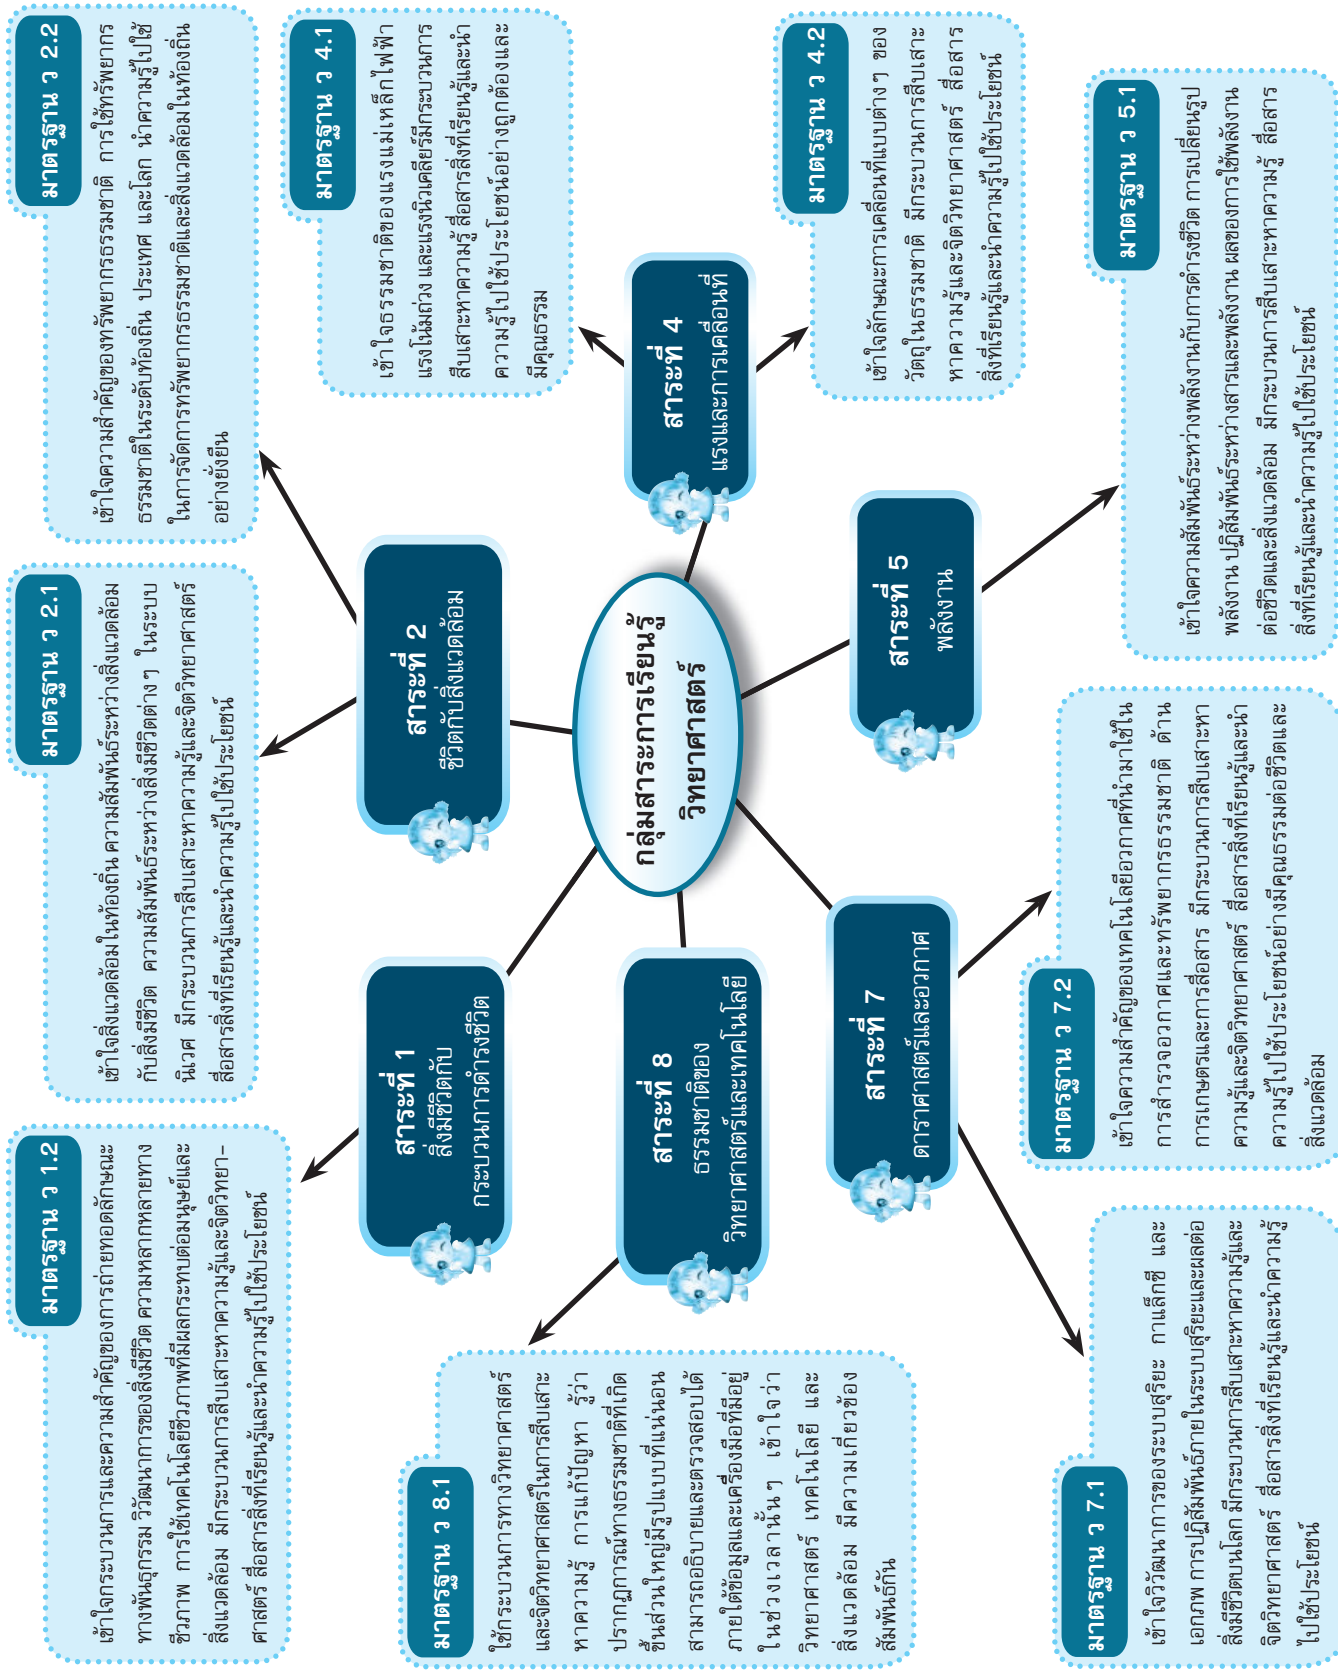 กลุ่มสาระการเรียนรู้
วิทยาศาสตร์
สาระที่ 1
สิ่งมีชีวิตกับ
กระบวนการดำรงชีวิต
มาตรฐาน ว 1.2
เข้าใจกระบวนการและความสำคัญของการถ่ายทอดลักษณะ
ทางพันธุกรรม วิวัฒนาการของสิ่งมีชีวิต ความหลากหลายทาง
ชีวภาพ การใช้เทคโนโลยีชีวภาพที่มีผลกระทบต่อมนุษย์และ
สิ่งแวดล้อม มีกระบวนการสืบเสาะหาความรู้และจิตวิทยา-
ศาสตร์ สื่อสารสิ่งที่เรียนรู้และนำความรู้ไปใช้ประโยชน์
สาระที่ 2
ชีวิตกับสิ่งแวดล้อม
มาตรฐาน ว 2.1
เข้าใจสิ่งแวดล้อมในท้องถิ่น ความสัมพันธ์ระหว่างสิ่งแวดล้อม
กับสิ่งมีชีวิต ความสัมพันธ์ระหว่างสิ่งมีชีวิตต่างๆ ในระบบ
นิเวศ มีกระบวนการสืบเสาะหาความรู้และจิตวิทยาศาสตร์
สื่อสารสิ่งที่เรียนรู้และนำความรู้ไปใช้ประโยชน์
มาตรฐาน ว 2.2
เข้าใจความสำคัญของทรัพยากรธรรมชาติ การใช้ทรัพยากร
ธรรมชาติในระดับท้องถิ่น ประเทศ และโลก นำความรู้ไปใช้
ในการจัดการทรัพยากรธรรมชาติและสิ่งแวดล้อมในท้องถิ่น
อย่างยั่งยืน
สาระที่ 4
แรงและการเคลื่อนที่
มาตรฐาน ว 4.1
เข้าใจธรรมชาติของแรงแม่เหล็กไฟฟ้า
แรงโน้มถ่วง และแรงนิวเคลียร์มีกระบวนการ
สืบเสาะหาความรู้ สื่อสารสิ่งที่เรียนรู้และนำ
ความรู้ไปใช้ประโยชน์อย่างถูกต้องและ
มีคุณธรรม
มาตรฐาน ว 4.2
เข้าใจลักษณะการเคลื่อนที่แบบต่างๆ ของ
วัตถุในธรรมชาติ มีกระบวนการสืบเสาะ
หาความรู้และจิตวิทยาศาสตร์ สื่อสาร
สิ่งที่เรียนรู้และนำความรู้ไปใช้ประโยชน์
สาระที่ 5
พลังงาน
มาตรฐาน ว 5.1
เข้าใจความสัมพันธ์ระหว่างพลังงานกับการดำรงชีวิต การเปลี่ยนรูป
พลังงาน ปฏิสัมพันธ์ระหว่างสารและพลังงาน ผลของการใช้พลังงาน
ต่อชีวิตและสิ่งแวดล้อม มีกระบวนการสืบเสาะหาความรู้ สื่อสาร
สิ่งที่เรียนรู้และนำความรู้ไปใช้ประโยชน์
สาระที่ 7
ดาราศาสตร์และอวกาศ
มาตรฐาน ว 7.1
เข้าใจวิวัฒนาการของระบบสุริยะ กาแล็กซี และ
เอกภพ การปฏิสัมพันธ์ภายในระบบสุริยะและผลต่อ
สิ่งมีชีวิตบนโลก มีกระบวนการสืบเสาะหาความรู้และ
จิตวิทยาศาสตร์ สื่อสารสิ่งที่เรียนรู้และนำความรู้
ไปใช้ประโยชน์
มาตรฐาน ว 7.2
เข้าใจความสำคัญของเทคโนโลยีอวกาศที่นำมาใช้ใน
การสำรวจอวกาศและทรัพยากรธรรมชาติ ด้าน
การเกษตรและการสื่อสาร มีกระบวนการสืบเสาะหา
ความรู้และจิตวิทยาศาสตร์ สื่อสารสิ่งที่เรียนรู้และนำ
ความรู้ไปใช้ประโยชน์อย่างมีคุณธรรมต่อชีวิตและ
สิ่งแวดล้อม
สาระที่ 8
ธรรมชาติของ
วิทยาศาสตร์และเทคโนโลยี
มาตรฐาน ว 8.1
ใช้กระบวนการทางวิทยาศาสตร์
และจิตวิทยาศาสตร์ในการสืบเสาะ
หาความรู้ การแก้ปัญหา รู้ว่า
ปรากฏการณ์ทางธรรมชาติที่เกิด
ขึ้นส่วนใหญ่มีรูปแบบที่แน่นอน
สามารถอธิบายและตรวจสอบได้
ภายใต้ข้อมูลและเครื่องมือที่มีอยู่
ในช่วงเวลานั้นๆ เข้าใจว่า
วิทยาศาสตร์ เทคโนโลยี และ
สิ่งแวดล้อม มีความเกี่ยวข้อง
สัมพันธ์กัน